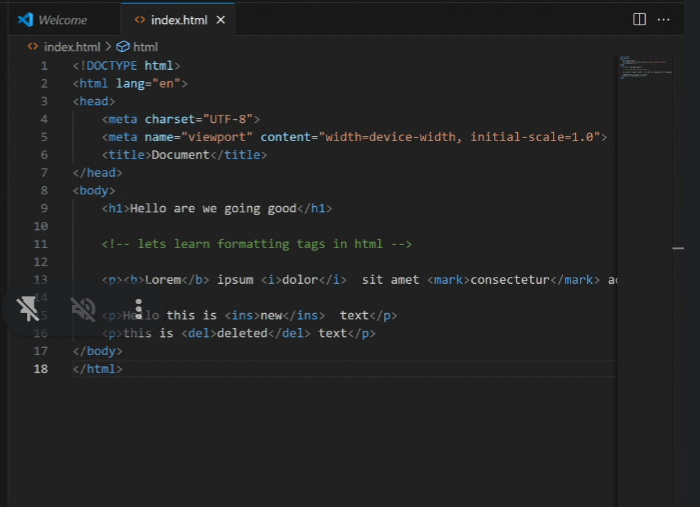 Welcome
index.html
index.html > html
1 <!DOCTYPE html>
2 <html lang="en">
3 <head>
4 <meta charset="UTF-8">
5 <meta name="viewport" content="width=device-width, initial-scale=1.0">
6 <title>Document</title>
7 </head>
8 <body>
9 <h1>Hello are we going good</h1>
10
11 <!-- lets learn formatting tags in html -->
12
13 <p><b>Lorem</b> ipsum <i>dolor</i>  sit amet <mark>consectetur</mark>
14
15 <p>Hello this is <ins>new</ins>  text</p>
16 <p>this is <del>deleted</del> text</p>
17 </body>
18 </html>